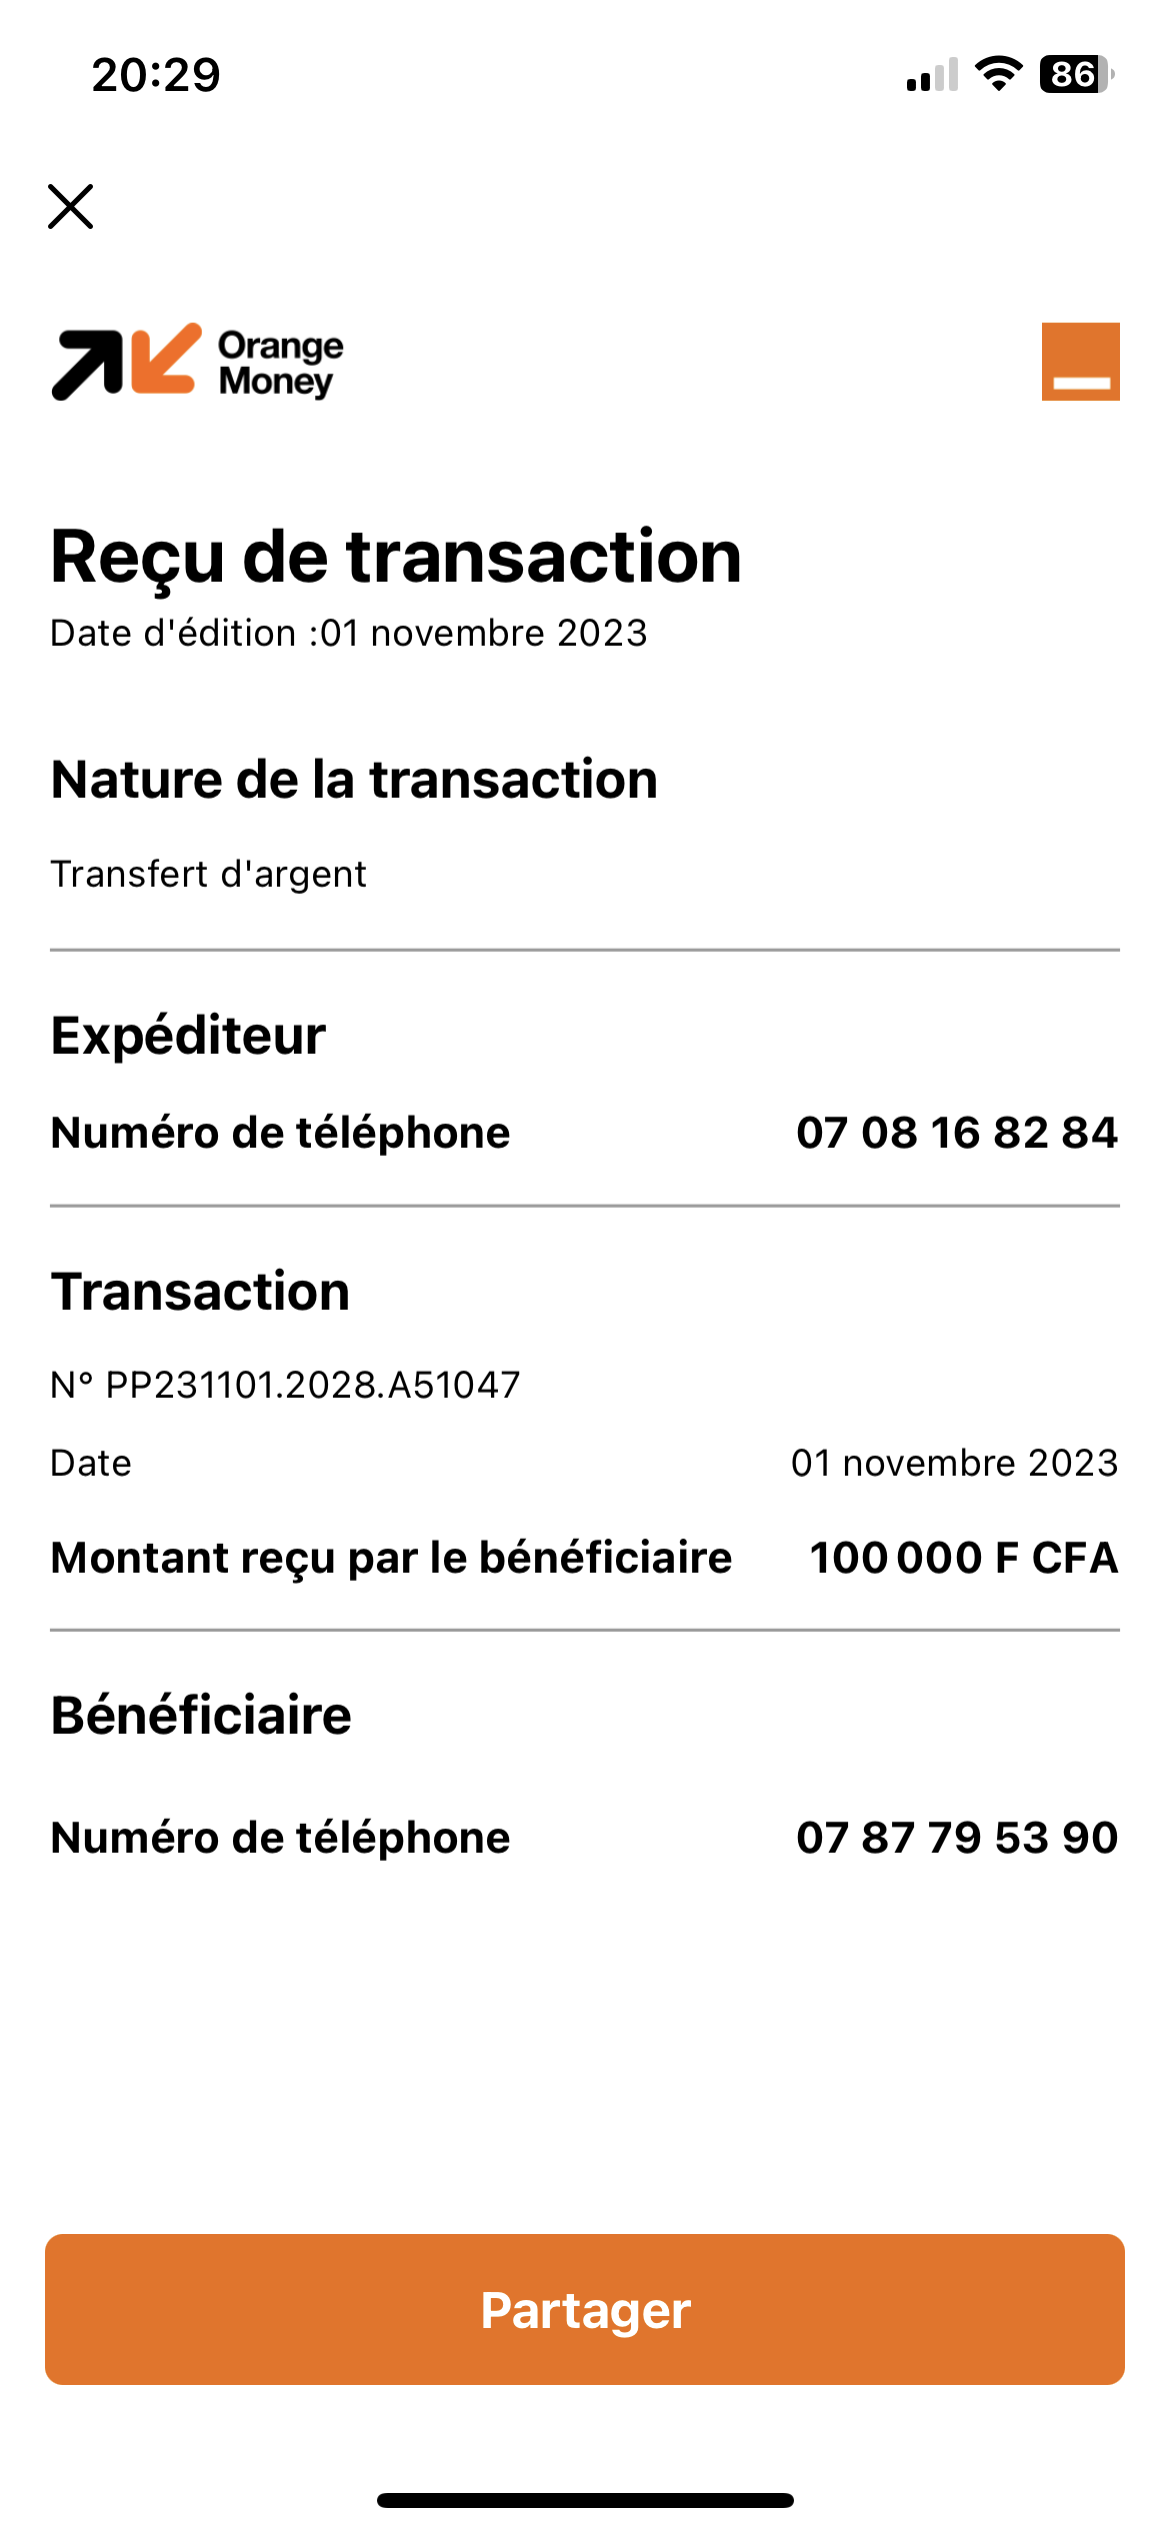 20:29
86
Orange
Money
Reçu de transaction
Date d'édition :01 novembre 2023
Nature de la transaction
Transfert d'argent
Expéditeur
Numéro de téléphone 07 08 16 82 84
Transaction
N° PP231101.2028.A51047
Date 01 novembre 2023
Montant reçu par le bénéficiaire 100 000 F CFA
Bénéficiaire
Numéro de téléphone 07 87 79 53 90
Partager